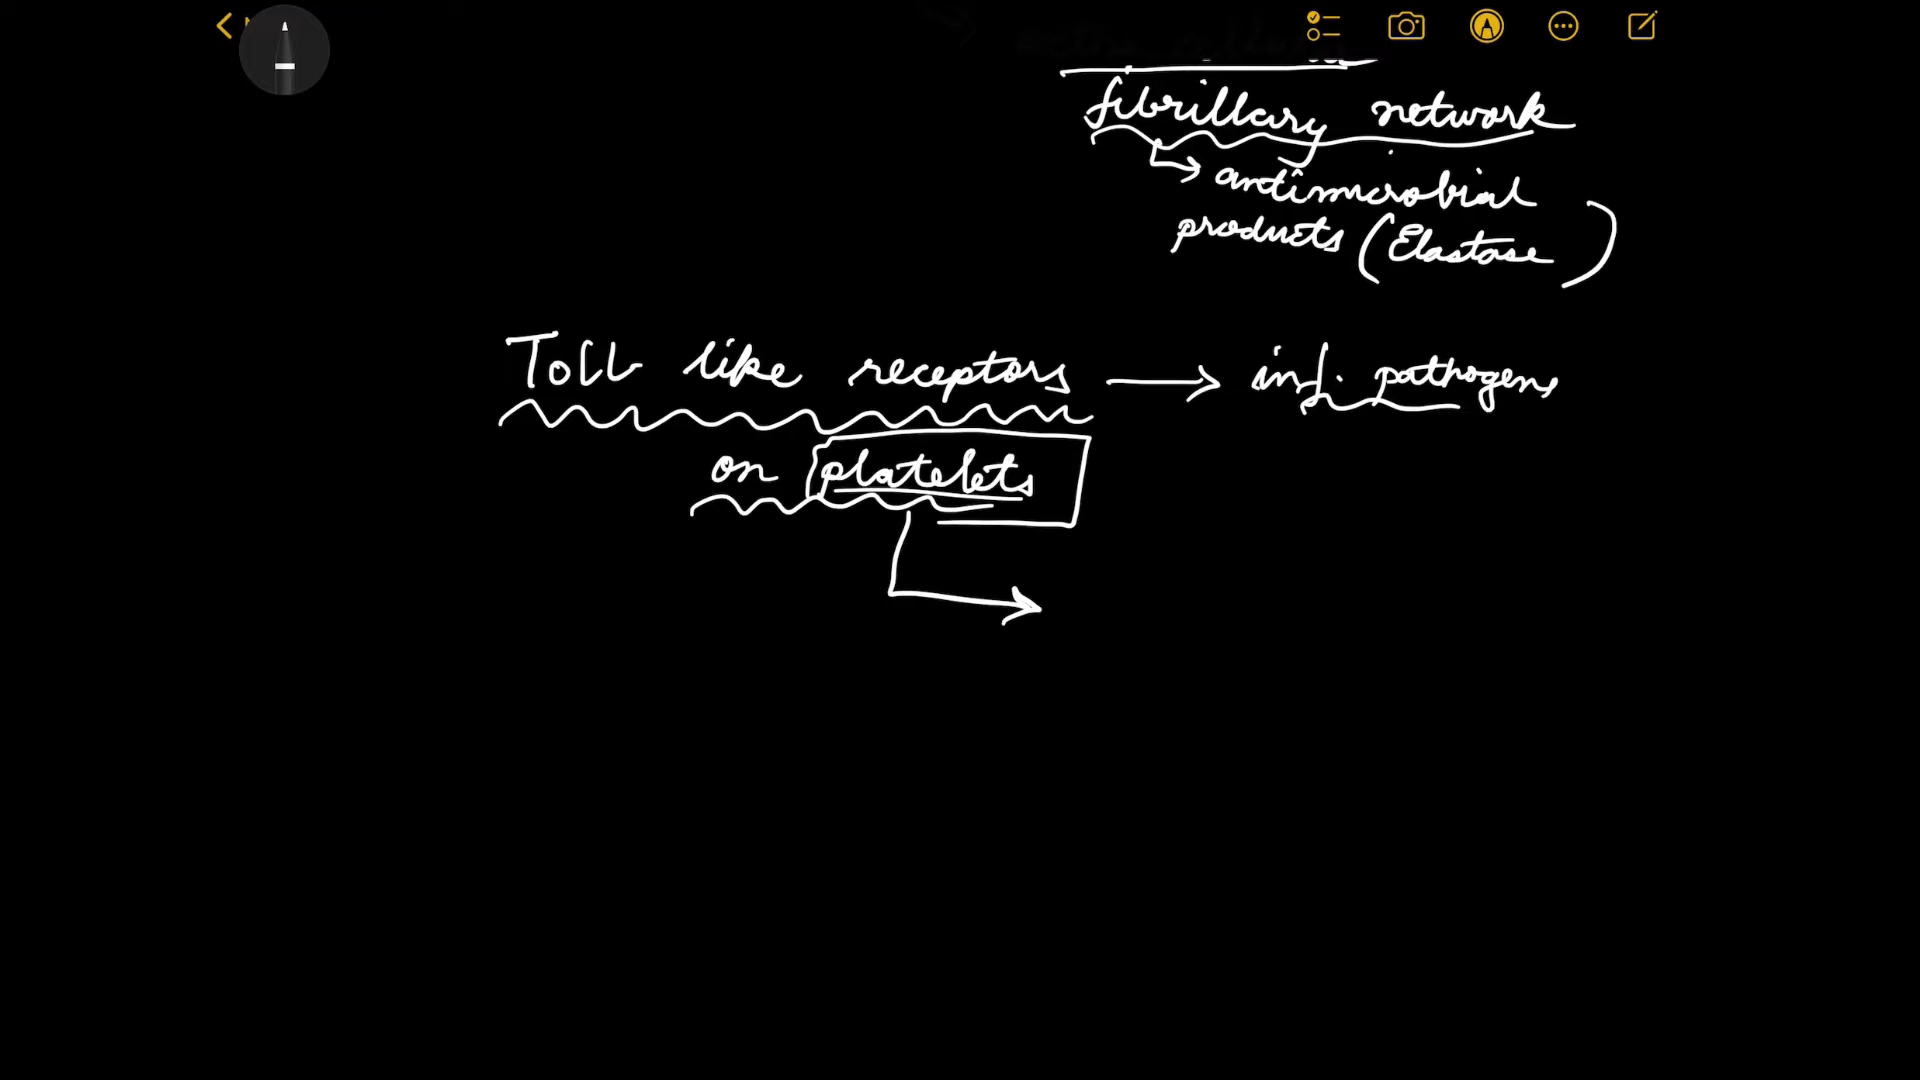 fibrillary network
→ antimicrobial
products (Elastase )
Toll like receptors → inf. pathogens
on platelets